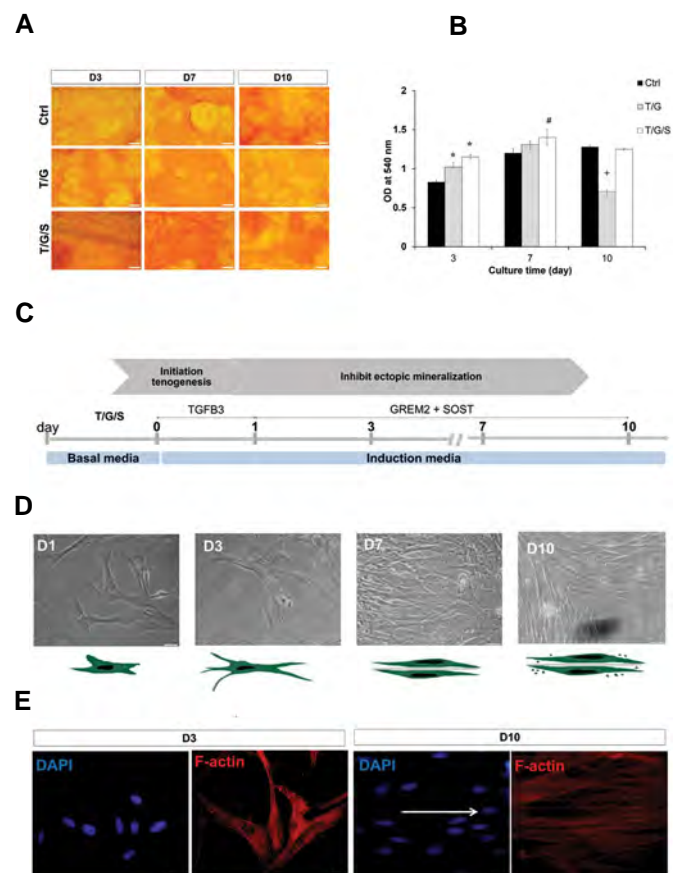 A
B
D3 D7 D10
Ctrl
T/G
T/G/S
OD at 540 nm
2
1.5
1
0.5
0
* * # +
Ctrl
T/G
T/G/S
3 7 10
Culture time (day)
C
Initiation tenogenesis
Inhibit ectopic mineralization
T/G/S TGFB3 GREM2 + SOST
day 0 1 3 7 10
Basal media Induction media
D
D1 D3 D7 D10
E
D3 D10
DAPI F-actin DAPI F-actin